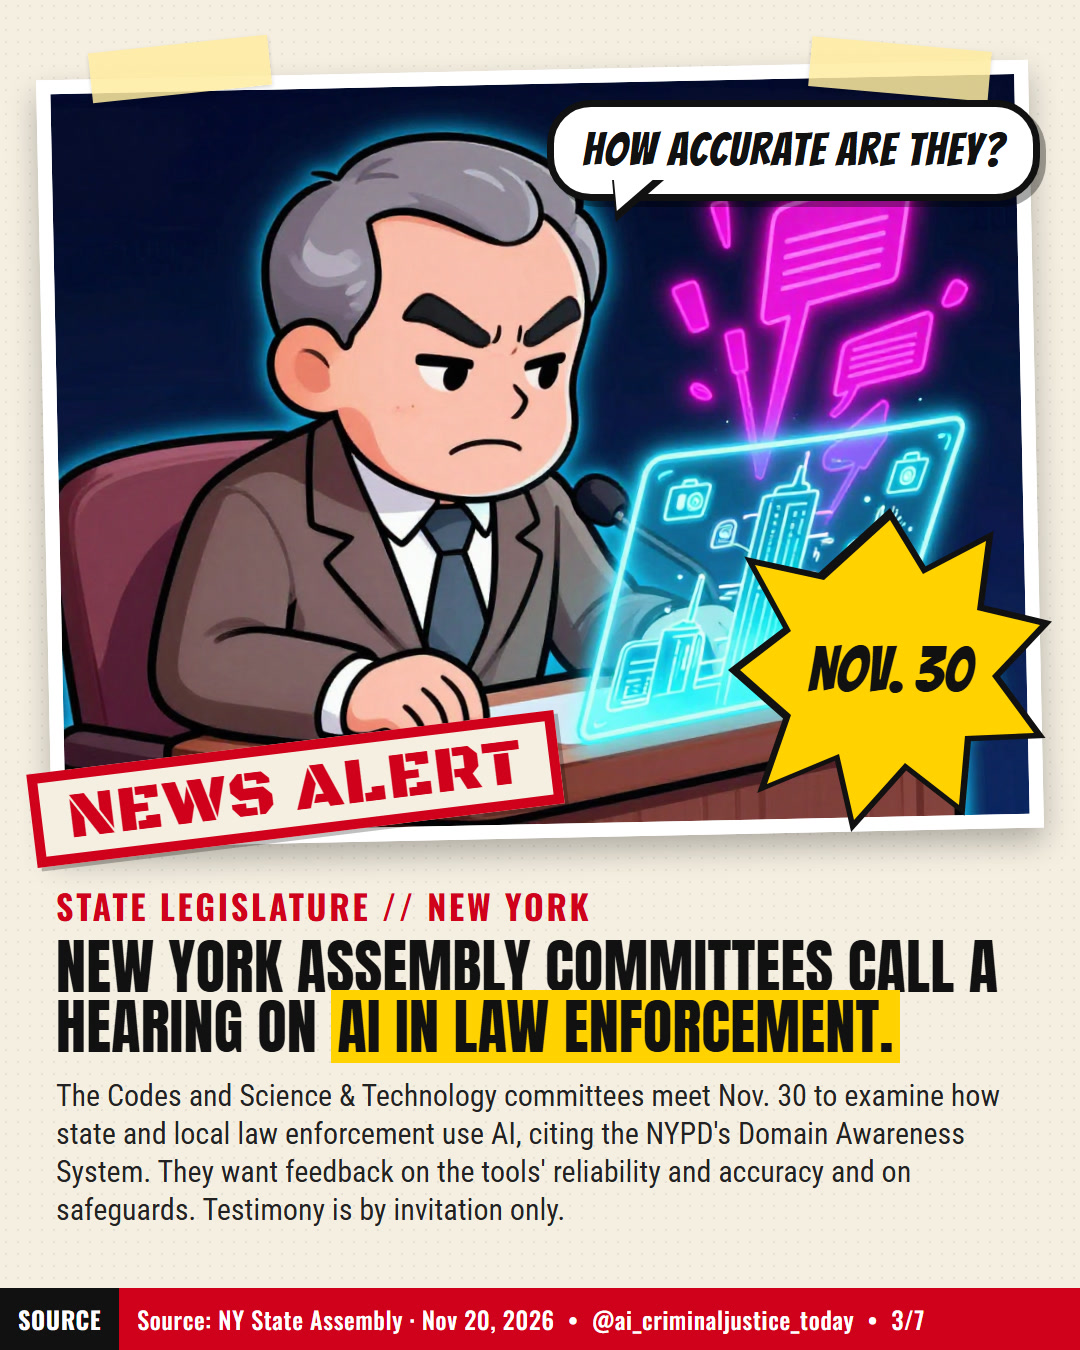 HOW ACCURATE ARE THEY?
NOV. 30
NEWS ALERT
STATE LEGISLATURE // NEW YORK
NEW YORK ASSEMBLY COMMITTEES CALL A
HEARING ON AI IN LAW ENFORCEMENT.
The Codes and Science & Technology committees meet Nov. 30 to examine how
state and local law enforcement use AI, citing the NYPD's Domain Awareness
System. They want feedback on the tools' reliability and accuracy and on
safeguards. Testimony is by invitation only.
SOURCE Source: NY State Assembly · Nov 20, 2026 • @ai_criminaljustice_today • 3/7